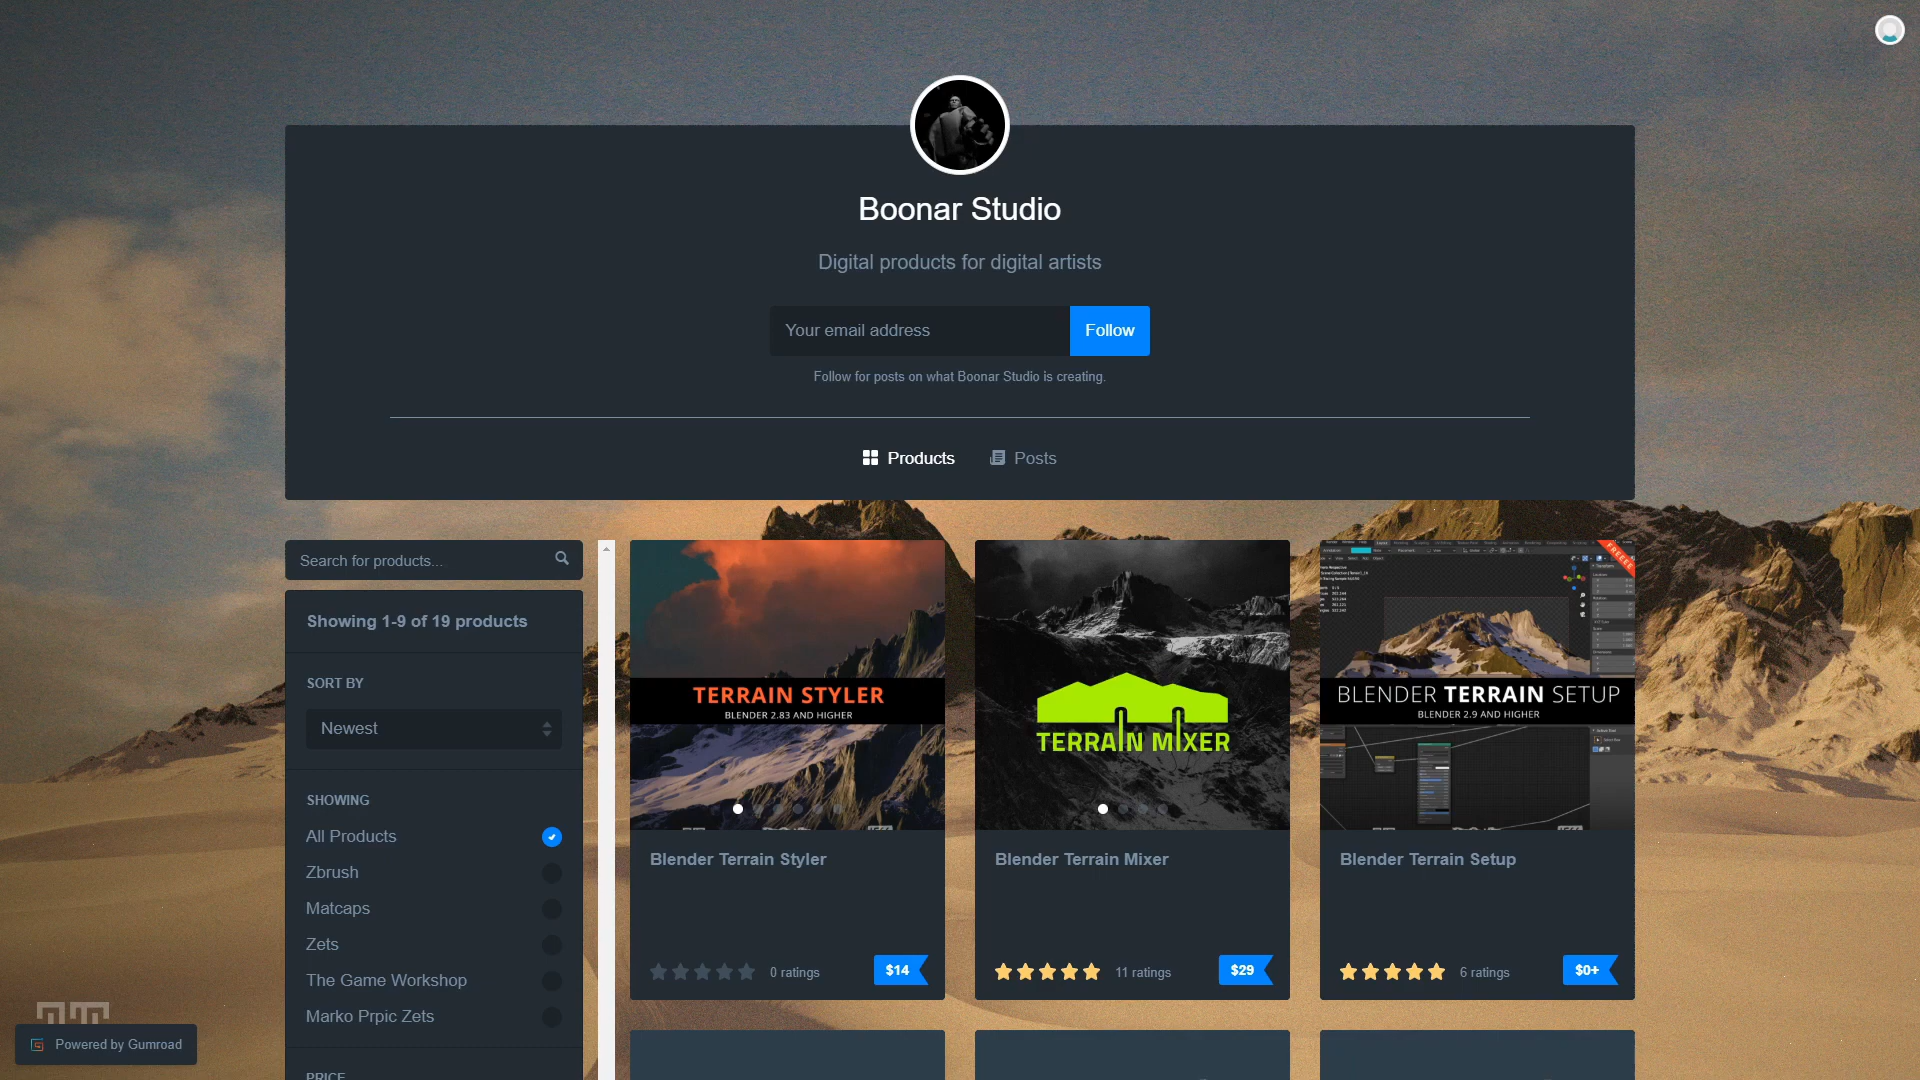 Boonar Studio
Digital products for digital artists
Your email address
Follow
Follow for posts on what Boonar Studio is creating.
Products
Posts
Search for products...
Showing 1-9 of 19 products
SORT BY
Newest
SHOWING
All Products
Zbrush
Matcaps
Zets
The Game Workshop
Marko Prpic Zets
PRICE
TERRAIN STYLER
BLENDER 2.83 AND HIGHER
Blender Terrain Styler
0 ratings
$14
TERRAIN MIXER
Blender Terrain Mixer
11 ratings
$29
BLENDER TERRAIN SETUP
BLENDER 2.9 AND HIGHER
Blender Terrain Setup
6 ratings
$0+
Powered by Gumroad